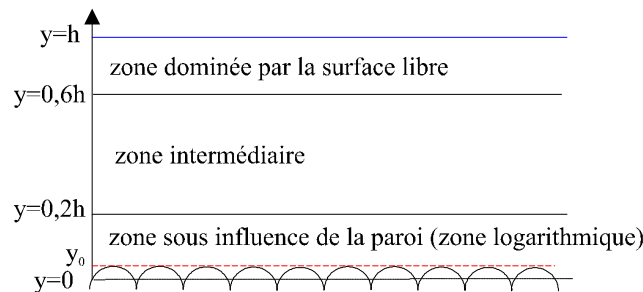 y=h
zone dominée par la surface libre
y=0,6h
zone intermédiaire
y=0,2h
zone sous influence de la paroi (zone logarithmique)
y₀
y=0